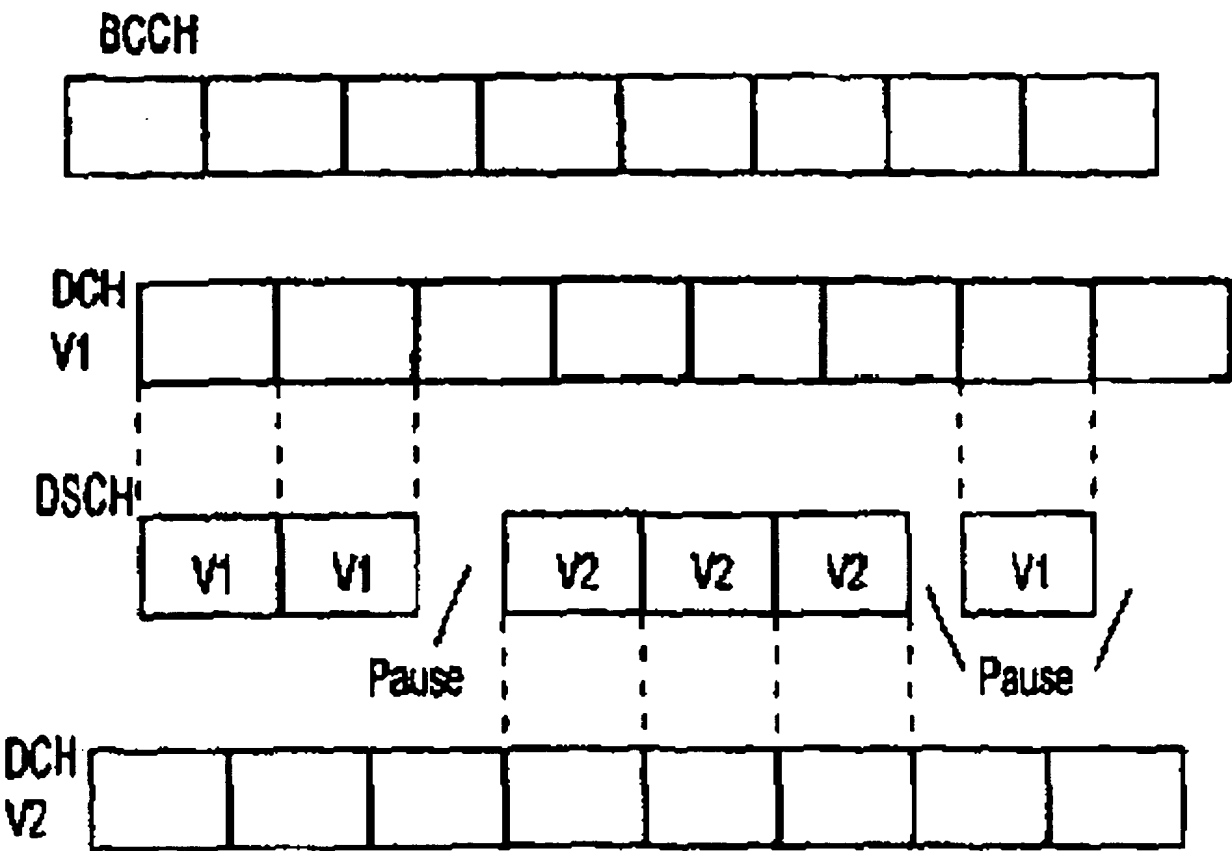 BCCH
DCH
V1
DSCH
V1 V1 V2 V2 V2 V1
Pause Pause
DCH
V2